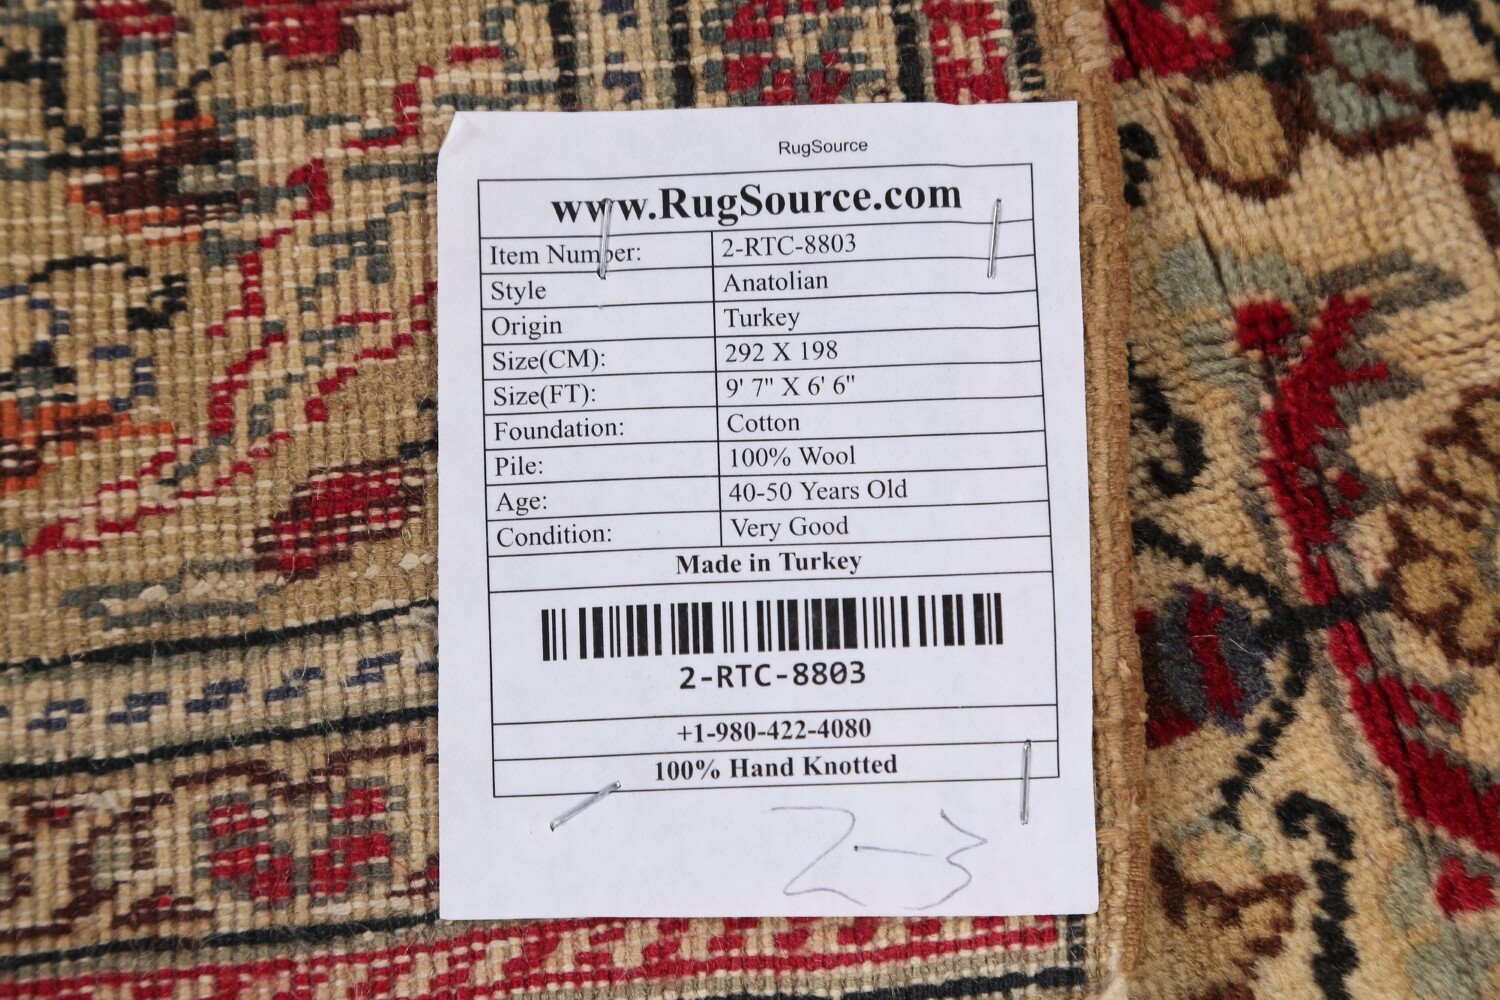 RugSource
www.RugSource.com
Item Number: 2-RTC-8803
Style Anatolian
Origin Turkey
Size(CM): 292 X 198
Size(FT): 9' 7" X 6' 6"
Foundation: Cotton
Pile: 100% Wool
Age: 40-50 Years Old
Condition: Very Good
Made in Turkey
2-RTC-8803
+1-980-422-4080
100% Hand Knotted
2-3